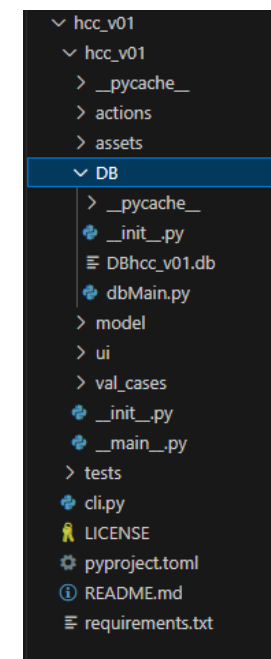 hcc_v01
hcc_v01
__pycache__
actions
assets
DB
__pycache__
__init__.py
DBhcc_v01.db
dbMain.py
model
ui
val_cases
__init__.py
__main__.py
tests
cli.py
LICENSE
pyproject.toml
README.md
requirements.txt